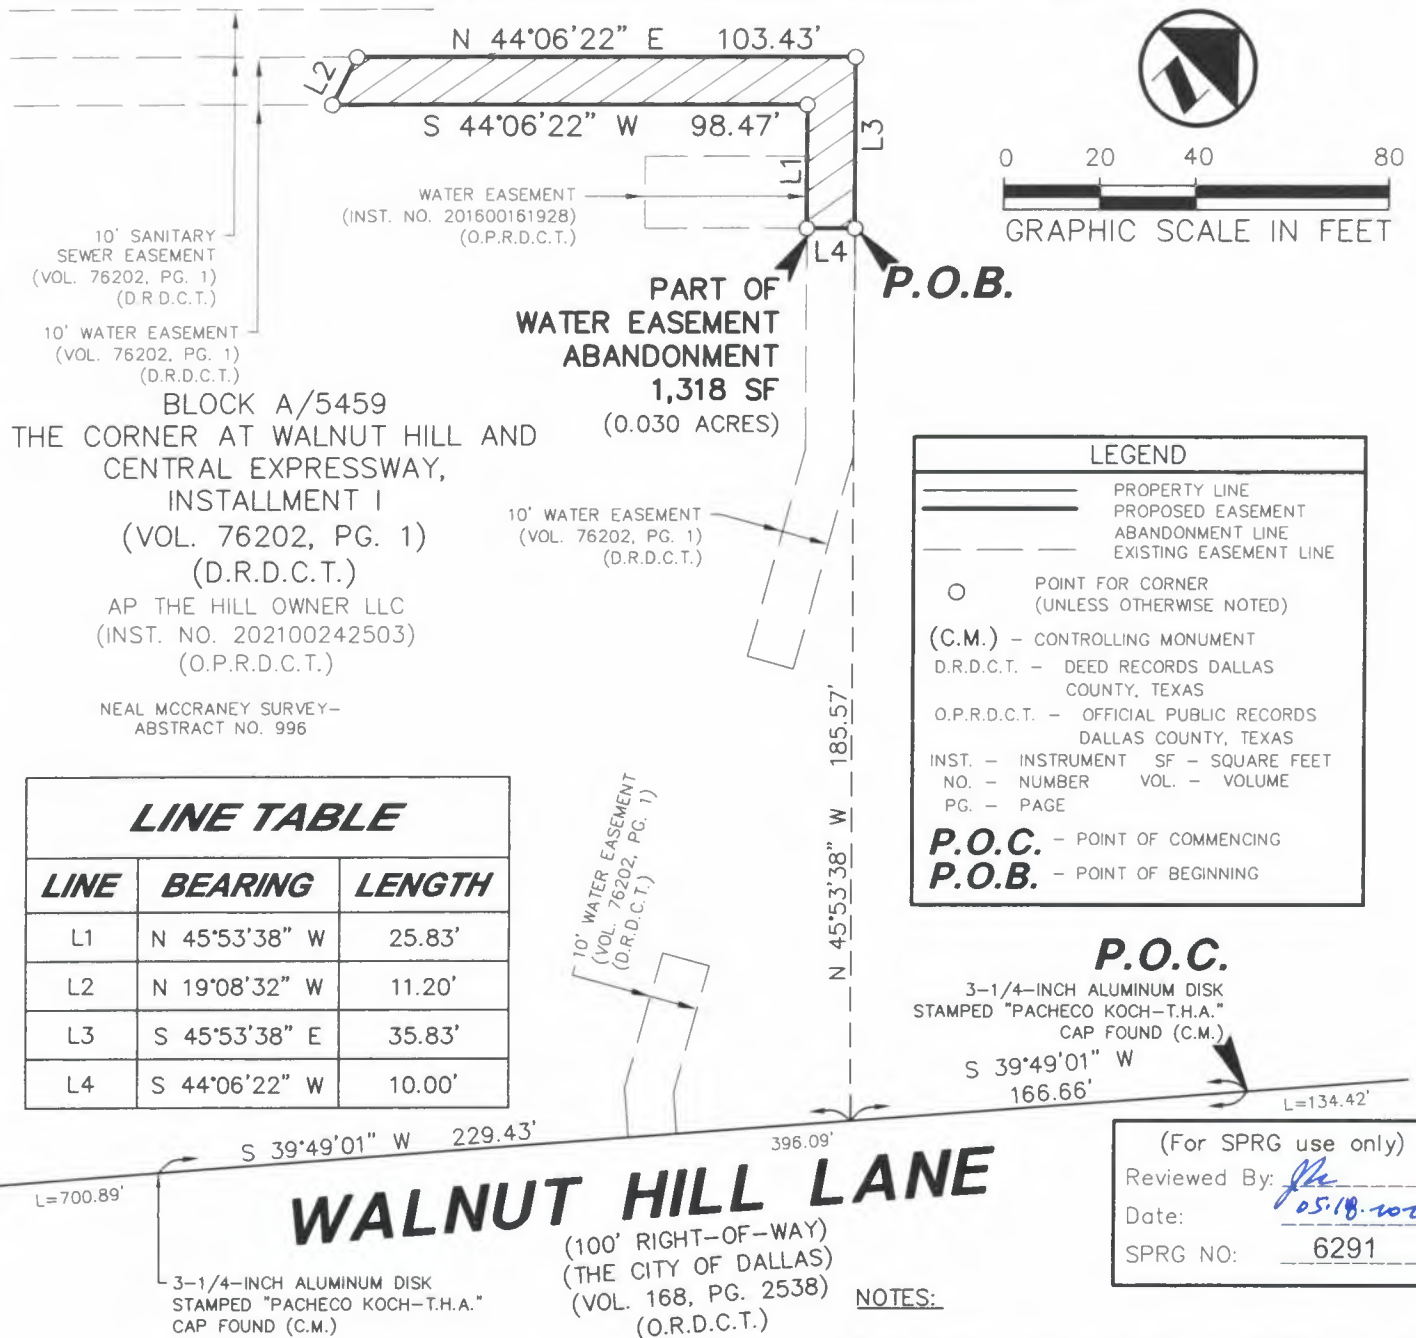 N 44°06'22" E 103.43'
L2
S 44°06'22" W 98.47'
L1
L3
L4
0 20 40 80
GRAPHIC SCALE IN FEET
WATER EASEMENT
(INST. NO. 201600161928)
(O.P.R.D.C.T.)
10' SANITARY
SEWER EASEMENT
(VOL. 76202, PG. 1)
(D.R.D.C.T.)
10' WATER EASEMENT
(VOL. 76202, PG. 1)
(D.R.D.C.T.)
P.O.B.
PART OF
WATER EASEMENT
ABANDONMENT
1,318 SF
(0.030 ACRES)
BLOCK A/5459
THE CORNER AT WALNUT HILL AND
CENTRAL EXPRESSWAY,
INSTALLMENT I
(VOL. 76202, PG. 1)
(D.R.D.C.T.)
AP THE HILL OWNER LLC
(INST. NO. 202100242503)
(O.P.R.D.C.T.)
NEAL MCCRANEY SURVEY-
ABSTRACT NO. 996
10' WATER EASEMENT
(VOL. 76202, PG. 1)
(D.R.D.C.T.)
LEGEND
PROPERTY LINE
PROPOSED EASEMENT
ABANDONMENT LINE
EXISTING EASEMENT LINE
POINT FOR CORNER
(UNLESS OTHERWISE NOTED)
(C.M.) - CONTROLLING MONUMENT
D.R.D.C.T. - DEED RECORDS DALLAS
COUNTY, TEXAS
O.P.R.D.C.T. - OFFICIAL PUBLIC RECORDS
DALLAS COUNTY, TEXAS
INST. - INSTRUMENT SF - SQUARE FEET
NO. - NUMBER VOL. - VOLUME
PG. - PAGE
P.O.C. - POINT OF COMMENCING
P.O.B. - POINT OF BEGINNING
LINE TABLE
LINE BEARING LENGTH
L1 N 45°53'38" W 25.83'
L2 N 19°08'32" W 11.20'
L3 S 45°53'38" E 35.83'
L4 S 44°06'22" W 10.00'
10' WATER EASEMENT
(VOL. 76202, PG. 1)
(D.R.D.C.T.)
N 45°53'38" W 185.57'
P.O.C.
3-1/4-INCH ALUMINUM DISK
STAMPED "PACHECO KOCH-T.H.A."
CAP FOUND (C.M.)
S 39°49'01" W
166.66'
L=134.42'
S 39°49'01" W 229.43'
396.09'
L=700.89'
WALNUT HILL LANE
(100' RIGHT-OF-WAY)
(THE CITY OF DALLAS)
(VOL. 168, PG. 2538)
(O.R.D.C.T.)
3-1/4-INCH ALUMINUM DISK
STAMPED "PACHECO KOCH-T.H.A."
CAP FOUND (C.M.)
NOTES:
(For SPRG use only)
Reviewed By:
Date:
SPRG NO: 6291